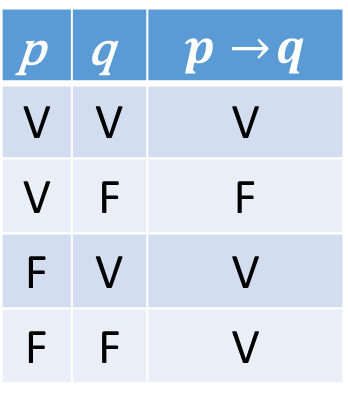 p q p → q
V V V
V F F
F V V
F F V